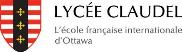 LYCÉE CLAUDEL
L'école française internationale
d'Ottawa